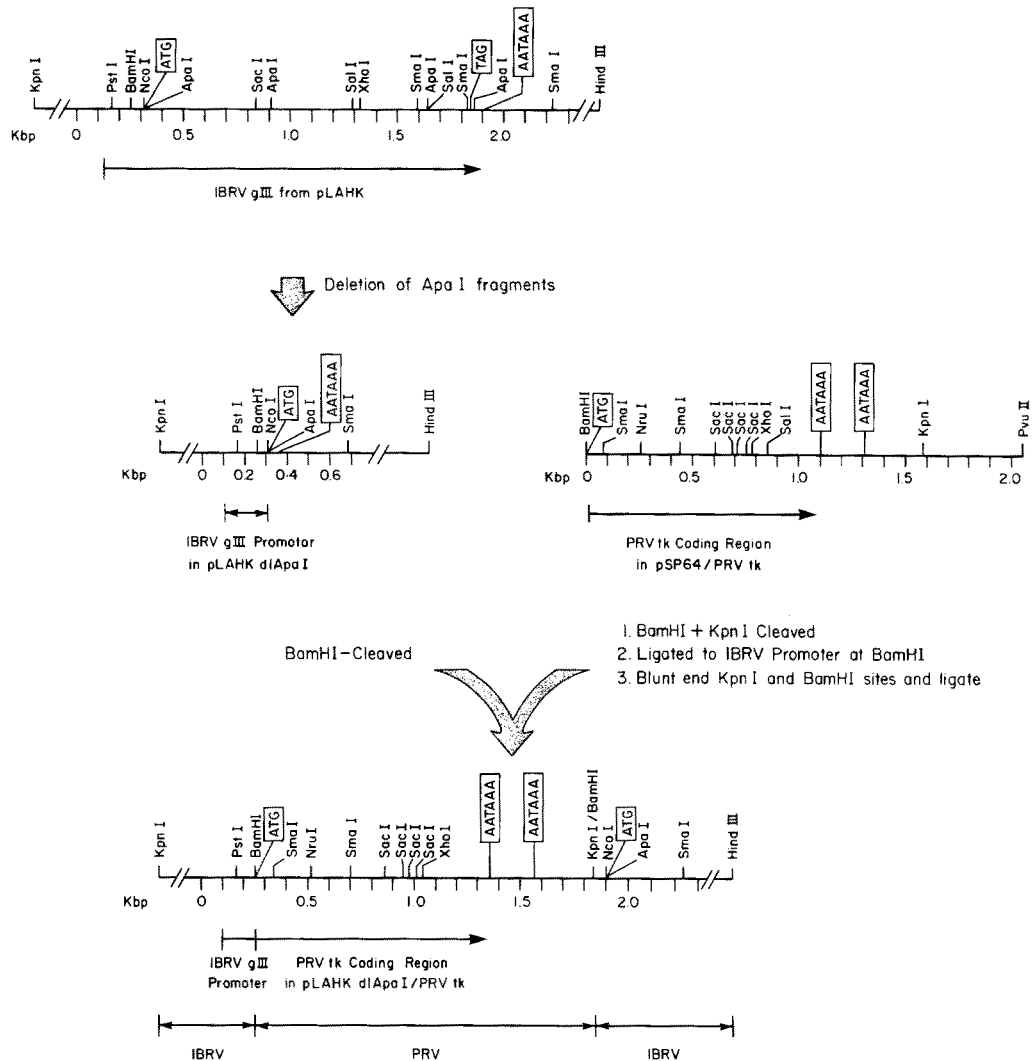 Kpn I
Pst I
BamHI
Nco I
ATG
Apa I
Sac I
Apa I
Sal I
Xho I
Sma I
Apa I
Sal I
Sma I
TAG
Apa I
AATAAA
Sma I
Hind III
Kbp 0 0.5 1.0 1.5 2.0
IBRV gIII from pLAHK
Deletion of Apa I fragments
Kpn I
Pst I
BamHI
Nco I
ATG
Apa I
AATAAA
Sma I
Hind III
Kbp 0 0.2 0.4 0.6
IBRV gIII Promotor
in pLAHK dlApa I
BamHI
ATG
Sma I
Nru I
Sma I
Sac I
Sac I
Sac I
Sac I
Xho I
Sal I
AATAAA
AATAAA
Kpn I
Pvu II
Kbp 0 0.5 1.0 1.5 2.0
PRV tk Coding Region
in pSP64/PRV tk
BamHI-Cleaved
1. BamHI + Kpn I Cleaved
2. Ligated to IBRV Promoter at BamHI
3. Blunt end Kpn I and BamHI sites and ligate
Kpn I
Pst I
BamHI
ATG
Sma I
Nru I
Sma I
Sac I
Sac I
Sac I
Sac I
Xho I
AATAAA
AATAAA
Kpn I/BamHI
Nco I
ATG
Apa I
Sma I
Hind III
Kbp 0 0.5 1.0 1.5 2.0
IBRV gIII
Promoter
PRV tk Coding Region
in pLAHK dlApa I/PRV tk
IBRV PRV IBRV